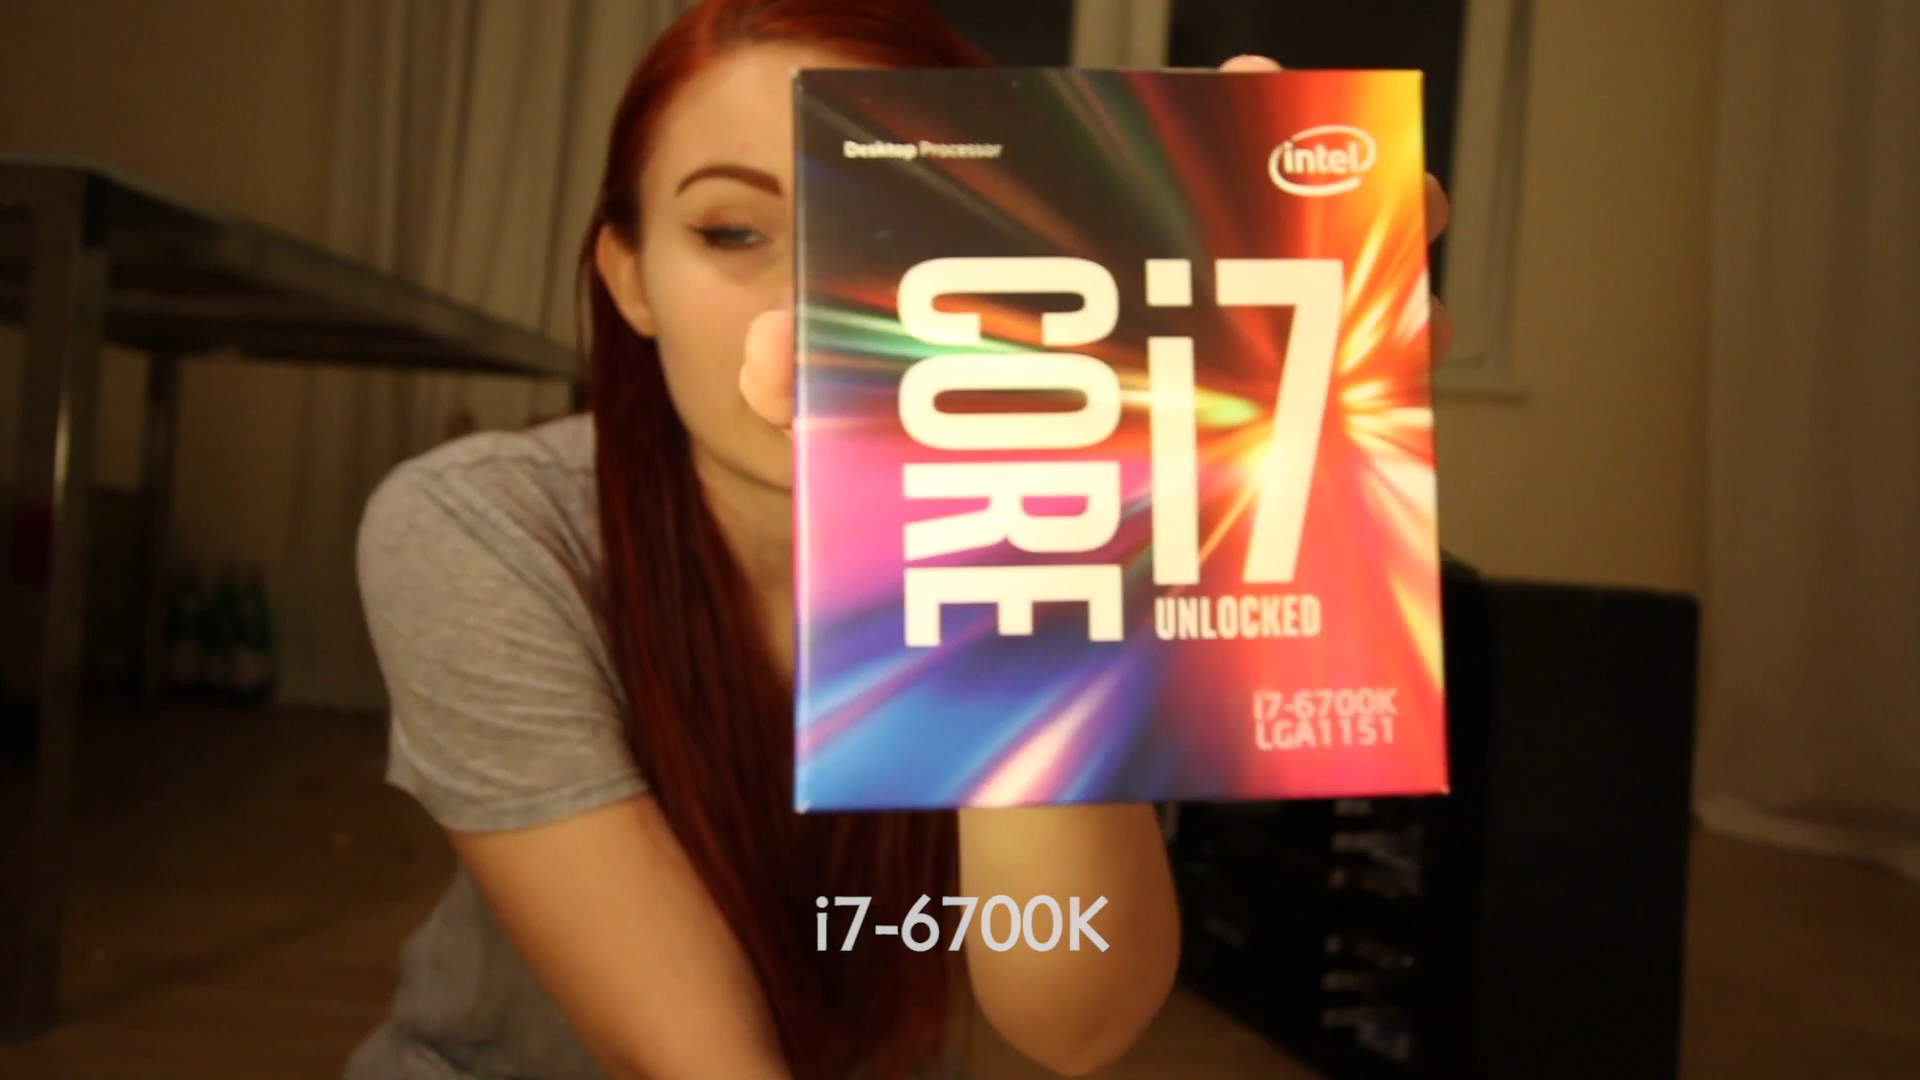 Desktop Processor
intel
CORE i7
UNLOCKED
i7-6700K
LGA1151
i7-6700K